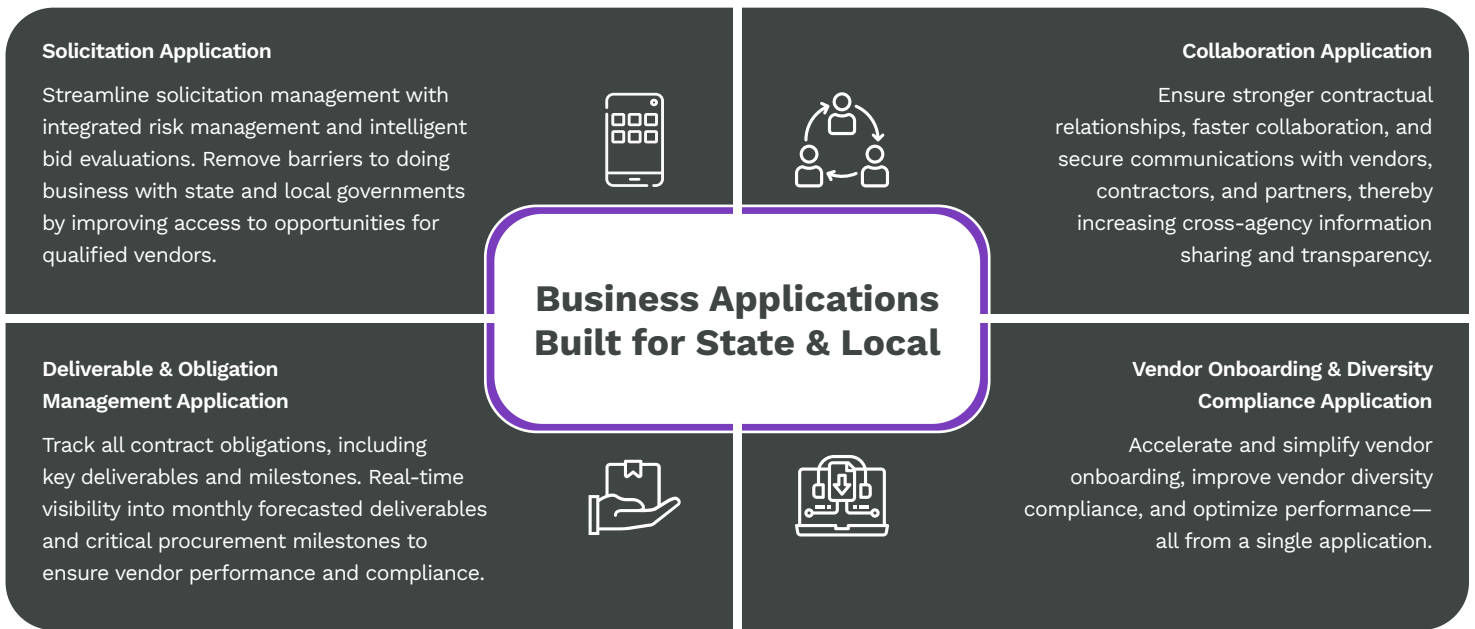 Solicitation Application
Streamline solicitation management with
integrated risk management and intelligent
bid evaluations. Remove barriers to doing
business with state and local governments
by improving access to opportunities for
qualified vendors.
Collaboration Application
Ensure stronger contractual
relationships, faster collaboration, and
secure communications with vendors,
contractors, and partners, thereby
increasing cross-agency information
sharing and transparency.
Business Applications
Built for State & Local
Deliverable & Obligation
Management Application
Track all contract obligations, including
key deliverables and milestones. Real-time
visibility into monthly forecasted deliverables
and critical procurement milestones to
ensure vendor performance and compliance.
Vendor Onboarding & Diversity
Compliance Application
Accelerate and simplify vendor
onboarding, improve vendor diversity
compliance, and optimize performance—
all from a single application.